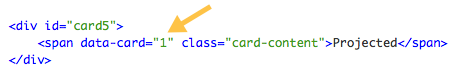 <div id="card5">
<span data-card="1" class="card-content">Projected</span>
</div>